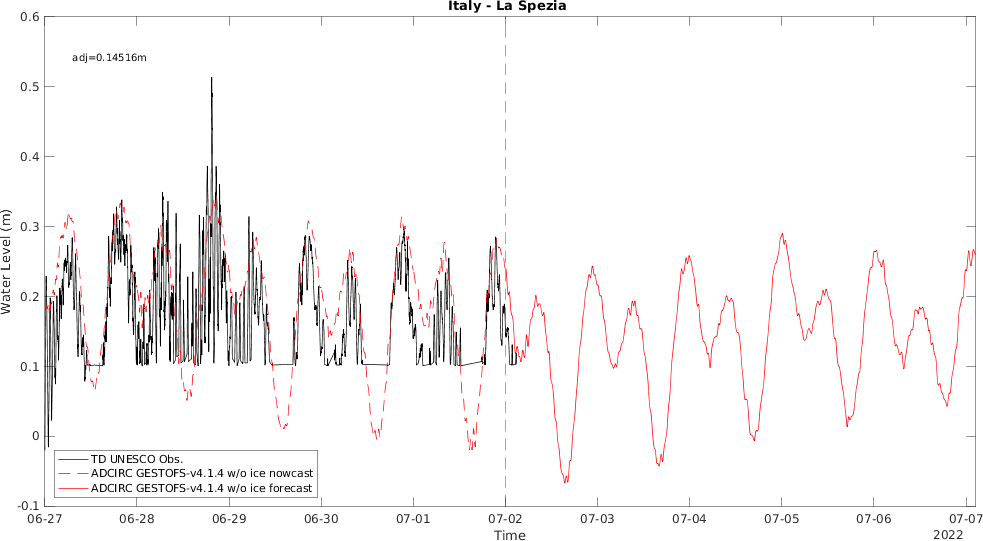 Italy - La Spezia
0.6
adj=0.14516m
0.5
0.4
0.3
0.2
0.1
0
-0.1
Water Level (m)
TD UNESCO Obs.
ADCIRC GESTOFS-v4.1.4 w/o ice nowcast
ADCIRC GESTOFS-v4.1.4 w/o ice forecast
06-27 06-28 06-29 06-30 07-01 07-02 07-03 07-04 07-05 07-06 07-07
Time
2022